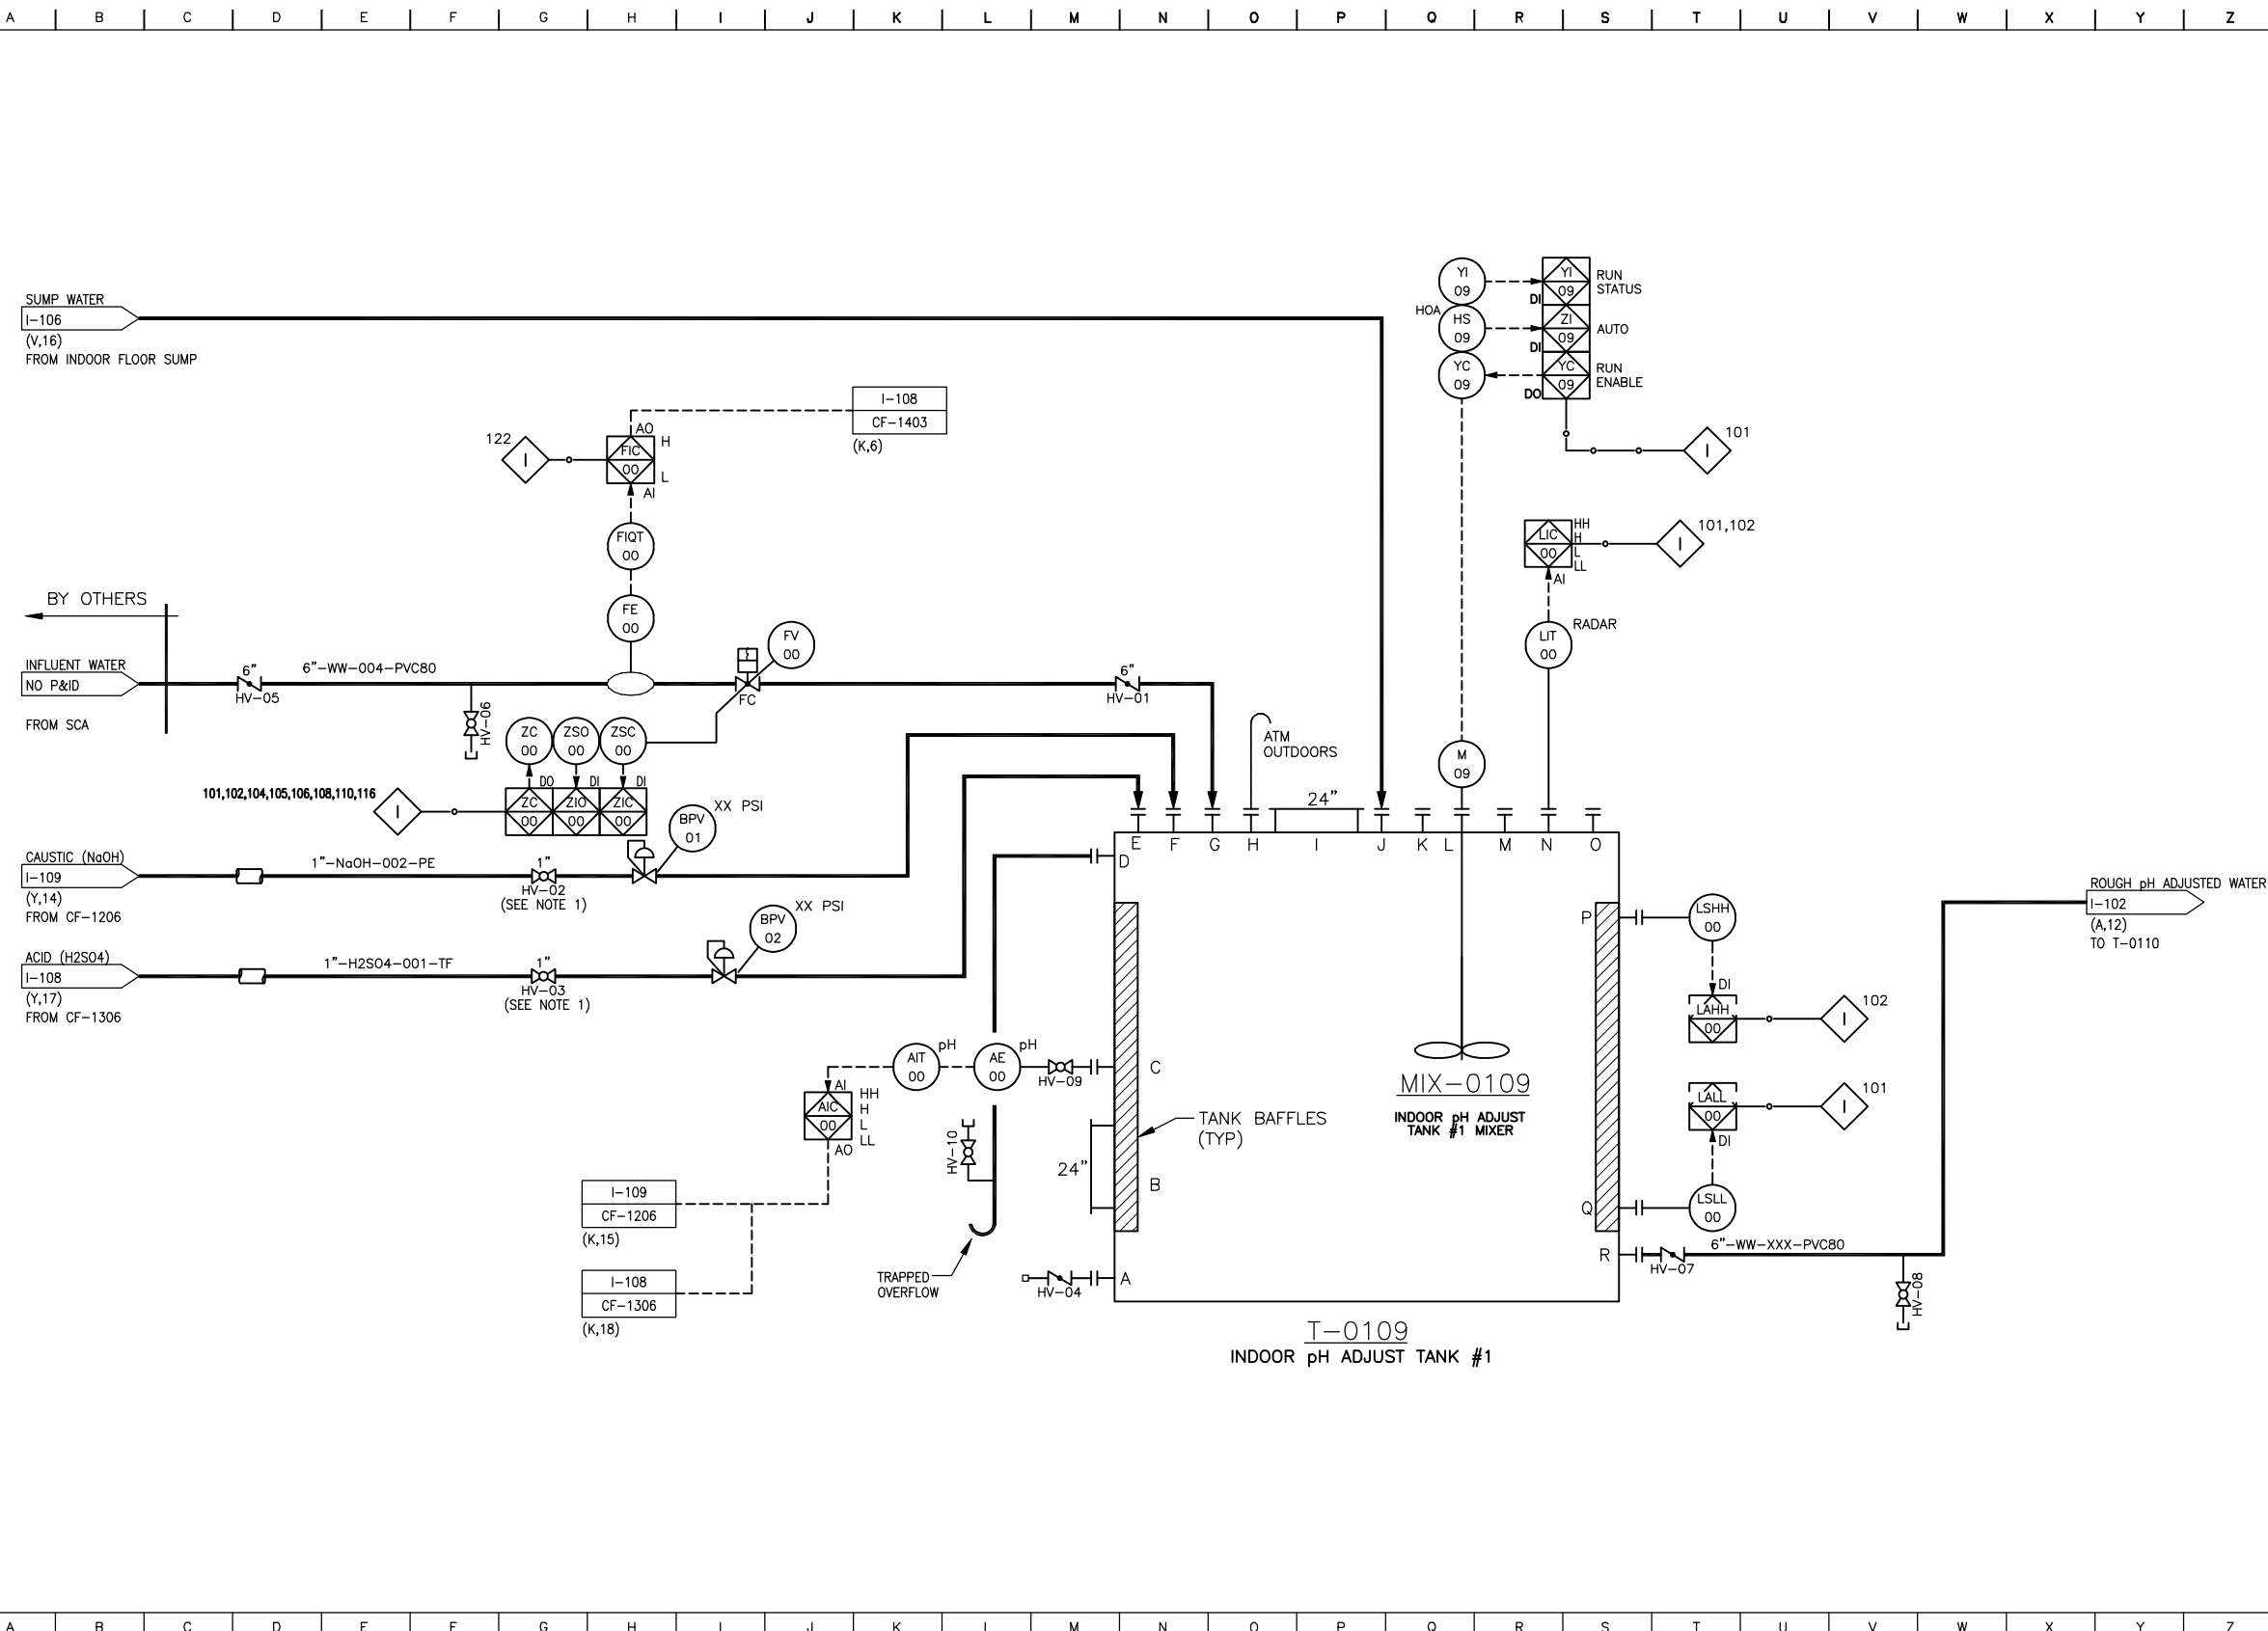 A B C D E F G H I J K L M N O P Q R S T U V W X Y Z
SUMP WATER
I-106
(V,16)
FROM INDOOR FLOOR SUMP
YI
09
HOA
HS
09
YC
09
YI
09
DI
RUN
STATUS
ZI
09
DI
AUTO
YC
09
DO
RUN
ENABLE
I
101
I-108
CF-1403
(K,6)
122
I
AO
FIC
00
H
L
AI
FIQT
00
FE
00
LIC
00
HH
H
L
LL
AI
I
101,102
LIT
00
RADAR
BY OTHERS
INFLUENT WATER
NO P&ID
FROM SCA
6"
HV-05
6"-WW-004-PVC80
HV-06
FV
00
FC
6"
HV-01
ZC
00
ZSO
00
ZSC
00
DO
DI
DI
101,102,104,105,106,108,110,116
I
ZC
00
ZIO
00
ZIC
00
BPV
01
XX PSI
ATM
OUTDOORS
M
09
24"
CAUSTIC (NaOH)
I-109
(Y,14)
FROM CF-1206
1"-NaOH-002-PE
1"
HV-02
(SEE NOTE 1)
BPV
02
XX PSI
ACID (H2SO4)
I-108
(Y,17)
FROM CF-1306
1"-H2SO4-001-TF
1"
HV-03
(SEE NOTE 1)
E F G H I J K L M N O
D
P
LSHH
00
DI
LAHH
00
I
102
ROUGH pH ADJUSTED WATER
I-102
(A,12)
TO T-0110
AIT
00
pH
AE
00
pH
HV-09
C
AI
AIC
00
HH
H
L
LL
AO
MIX-0109
INDOOR pH ADJUST
TANK #1 MIXER
LALL
00
I
101
DI
TANK BAFFLES
(TYP)
HV-10
24"
B
I-109
CF-1206
(K,15)
Q
LSLL
00
R
HV-07
6"-WW-XXX-PVC80
HV-08
I-108
CF-1306
(K,18)
TRAPPED
OVERFLOW
HV-04
A
T-0109
INDOOR pH ADJUST TANK #1
A B C D E F G H I J K L M N O P Q R S T U V W X Y Z